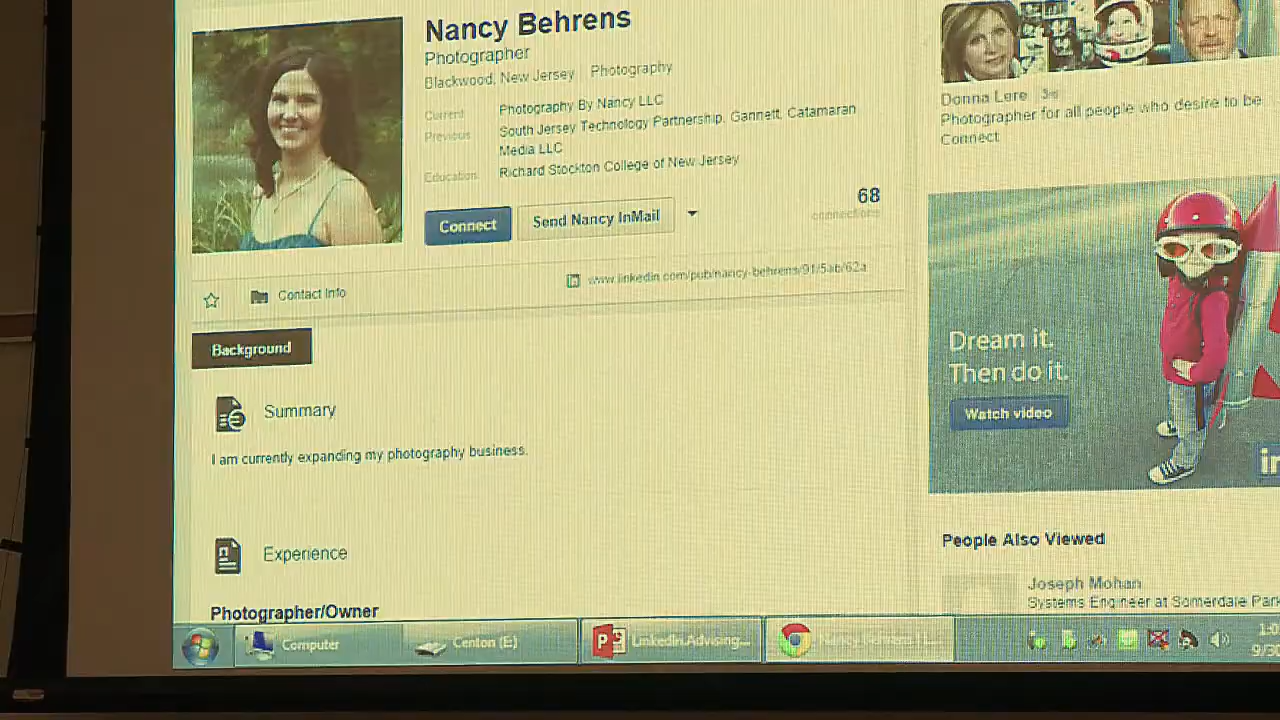 Nancy Behrens
Photographer
Blackwood, New Jersey Photography
Current Photography By Nancy LLC
Previous South Jersey Technology Partnership, Gannett, Catamaran
Media LLC
Education Richard Stockton College of New Jersey
Connect
Send Nancy InMail
68
connections
www.linkedin.com/pub/nancy-behrens/91/5ab/62a
Contact Info
Background
Summary
I am currently expanding my photography business.
Experience
Photographer/Owner
Donna Lere 3rd
Photographer for all people who desire to be
Connect
Dream it.
Then do it.
Watch video
in
People Also Viewed
Joseph Mohan
Systems Engineer at Somerdale Park
Computer
Centon (E:)
LinkedIn.Advising...